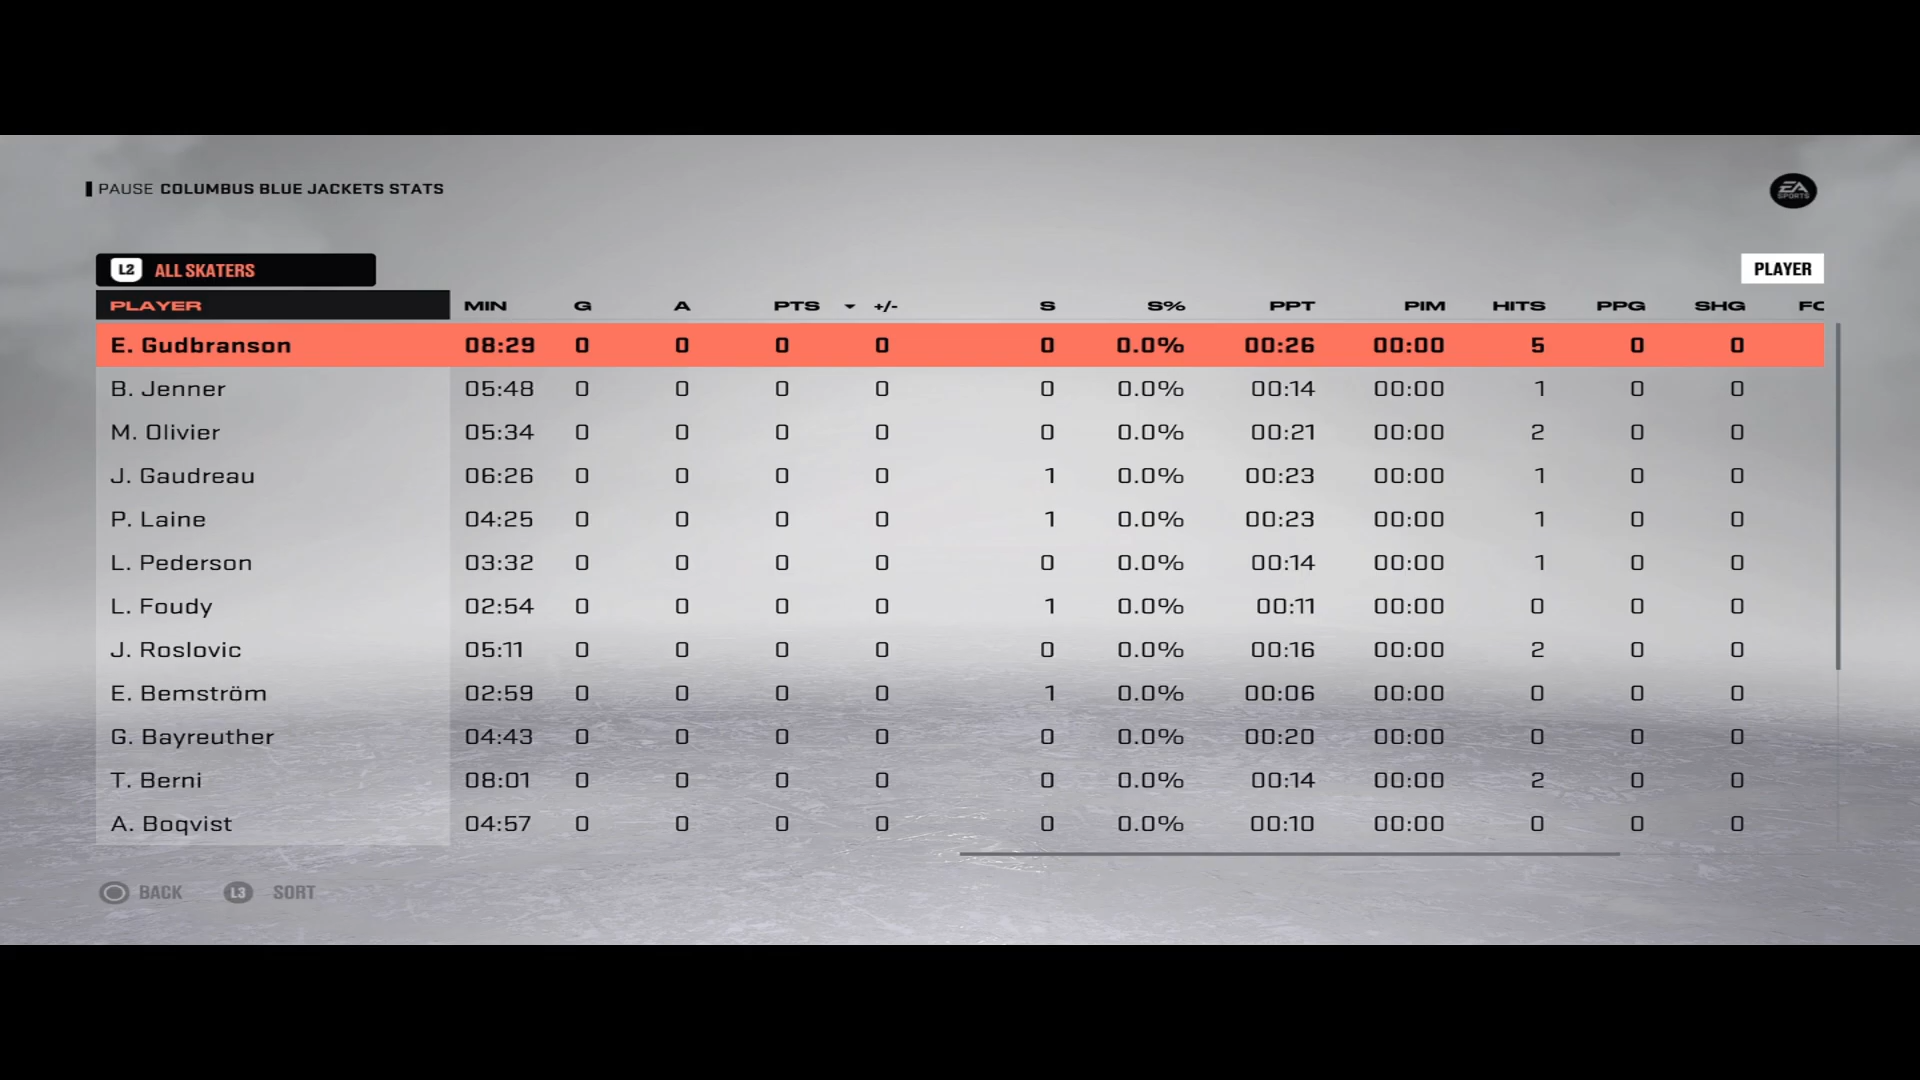 PAUSE COLUMBUS BLUE JACKETS STATS
EA SPORTS
L2 ALL SKATERS
PLAYER
PLAYER MIN G A PTS +/- S S% PPT PIM HITS PPG SHG FC
E. Gudbranson 08:29 0 0 0 0 0 0.0% 00:26 00:00 5 0 0
B. Jenner 05:48 0 0 0 0 0 0.0% 00:14 00:00 1 0 0
M. Olivier 05:34 0 0 0 0 0 0.0% 00:21 00:00 2 0 0
J. Gaudreau 06:26 0 0 0 0 1 0.0% 00:23 00:00 1 0 0
P. Laine 04:25 0 0 0 0 1 0.0% 00:23 00:00 1 0 0
L. Pederson 03:32 0 0 0 0 0 0.0% 00:14 00:00 1 0 0
L. Foudy 02:54 0 0 0 0 1 0.0% 00:11 00:00 0 0 0
J. Roslovic 05:11 0 0 0 0 0 0.0% 00:16 00:00 2 0 0
E. Bemström 02:59 0 0 0 0 1 0.0% 00:06 00:00 0 0 0
G. Bayreuther 04:43 0 0 0 0 0 0.0% 00:20 00:00 0 0 0
T. Berni 08:01 0 0 0 0 0 0.0% 00:14 00:00 2 0 0
A. Boqvist 04:57 0 0 0 0 0 0.0% 00:10 00:00 0 0 0
BACK L3 SORT